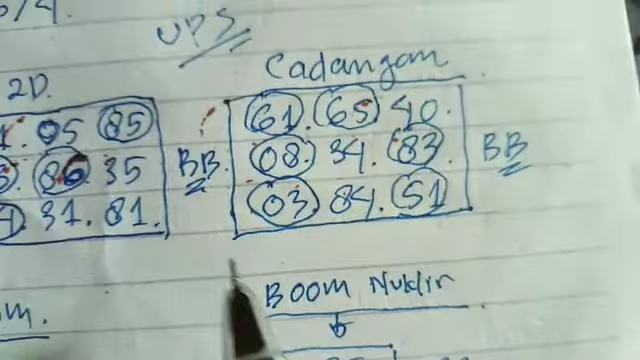 UPS
2D.
05 85
86 35
31. 81.
BB.
Cadangan
61. 65 40.
08. 34. 83.
03. 84. 51
BB
BOOM Nuklir